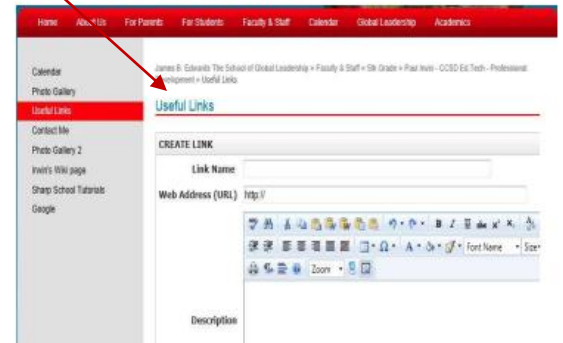 Home About Us For Parents For Students Faculty & Staff Calendar Global Leadership Academics
Calendar
Photo Gallery
Useful Links
Contact Me
Photo Gallery 2
Irwin's Wiki page
Sharp School Tutorials
Google
James B. Edwards The School of Global Leadership » Faculty & Staff » 5th Grade » Paul Irwin - CCSD Ed Tech - Professional
Development » Useful Links
Useful Links
CREATE LINK
Link Name
Web Address (URL) http://
Font Name Size
Zoom
Description